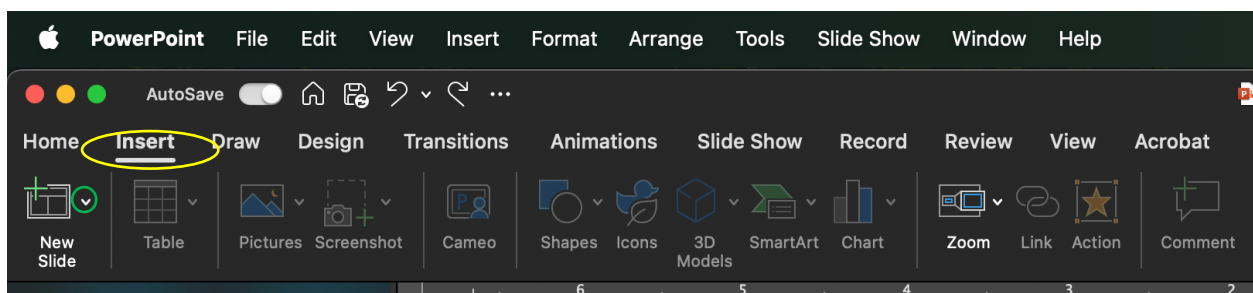 PowerPoint File Edit View Insert Format Arrange Tools Slide Show Window Help
AutoSave
Home Insert Draw Design Transitions Animations Slide Show Record Review View Acrobat
New Slide Table Pictures Screenshot Cameo Shapes Icons 3D Models SmartArt Chart Zoom Link Action Comment
6 5 4 3 2